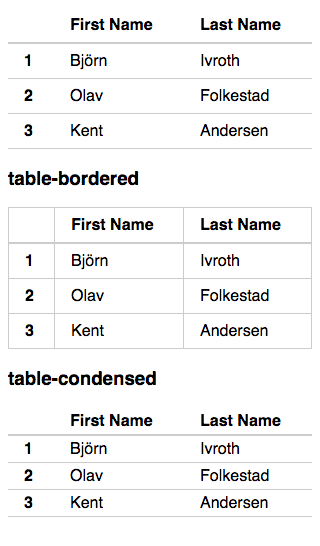 First Name Last Name
1 Björn Ivroth
2 Olav Folkestad
3 Kent Andersen
table-bordered
First Name Last Name
1 Björn Ivroth
2 Olav Folkestad
3 Kent Andersen
table-condensed
First Name Last Name
1 Björn Ivroth
2 Olav Folkestad
3 Kent Andersen